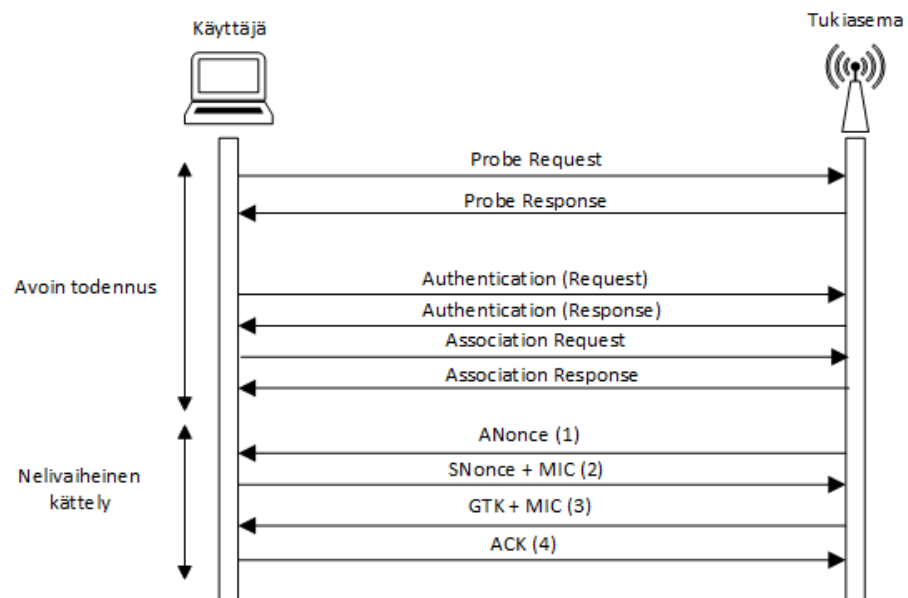 Käyttäjä
Tukiasema
Probe Request
Probe Response
Avoin todennus
Authentication (Request)
Authentication (Response)
Association Request
Association Response
Nelivaiheinen
kättely
ANonce (1)
SNonce + MIC (2)
GTK + MIC (3)
ACK (4)